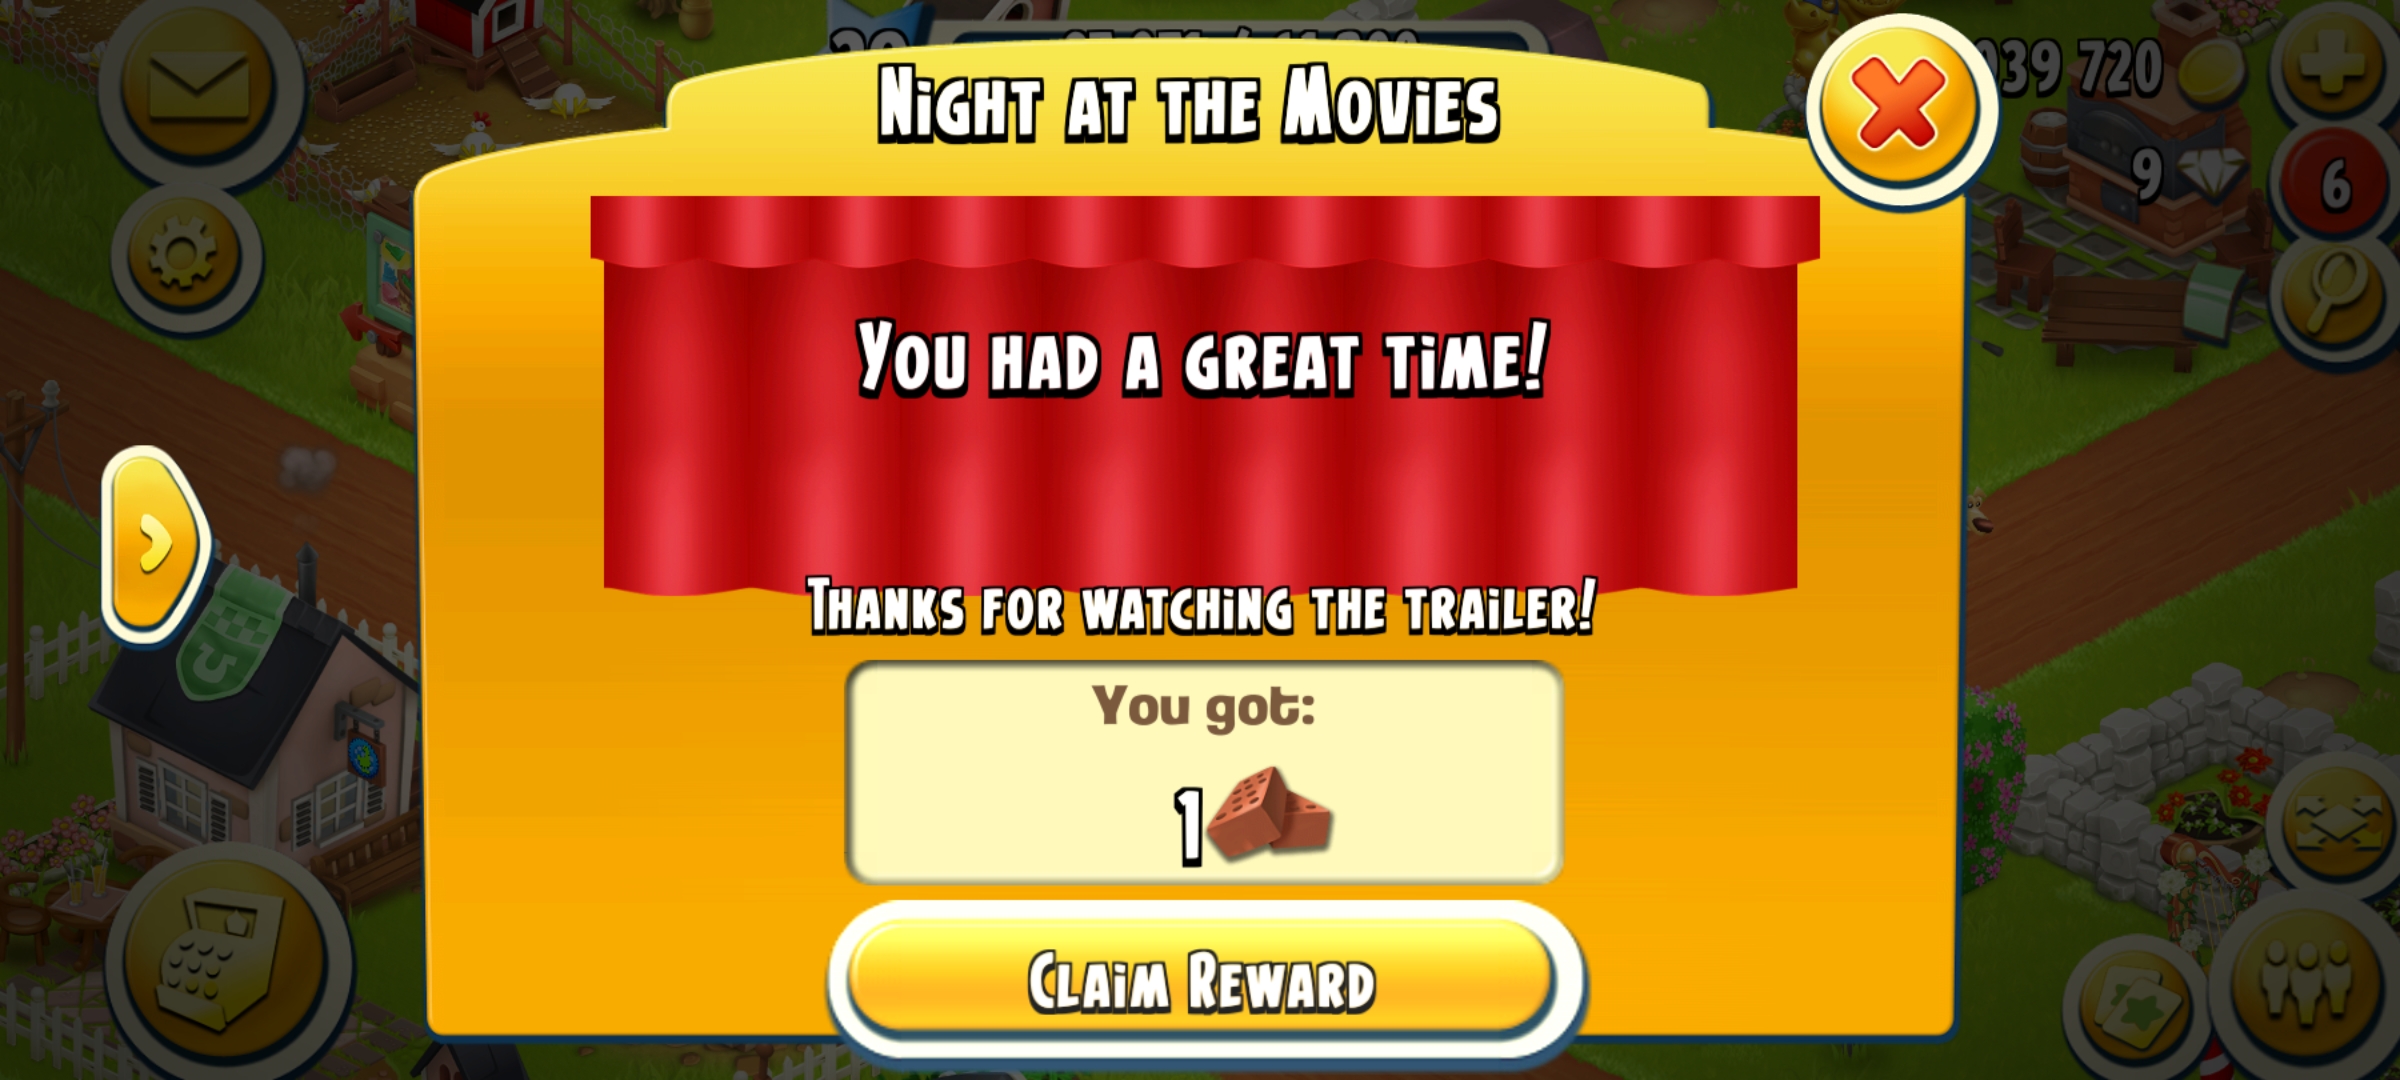 Night at the Movies
939 720
9
6
You had a great time!
Thanks for watching the trailer!
You got:
1
Claim Reward